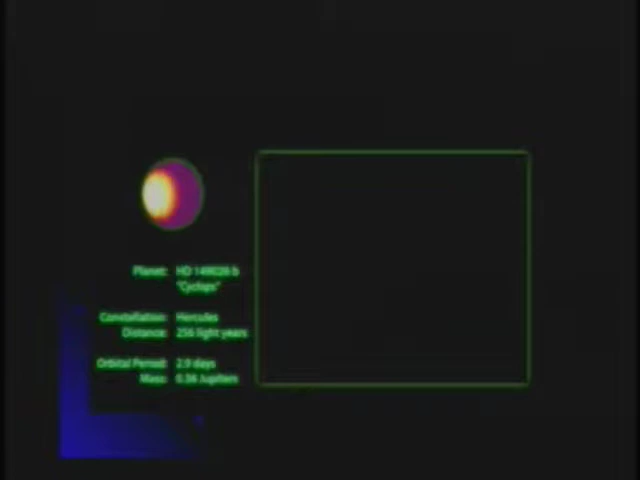 Planet: HD 149026 b
"Cyclops"
Constellation: Hercules
Distance: 256 light years
Orbital Period: 2.9 days
Mass: 0.36 Jupiters